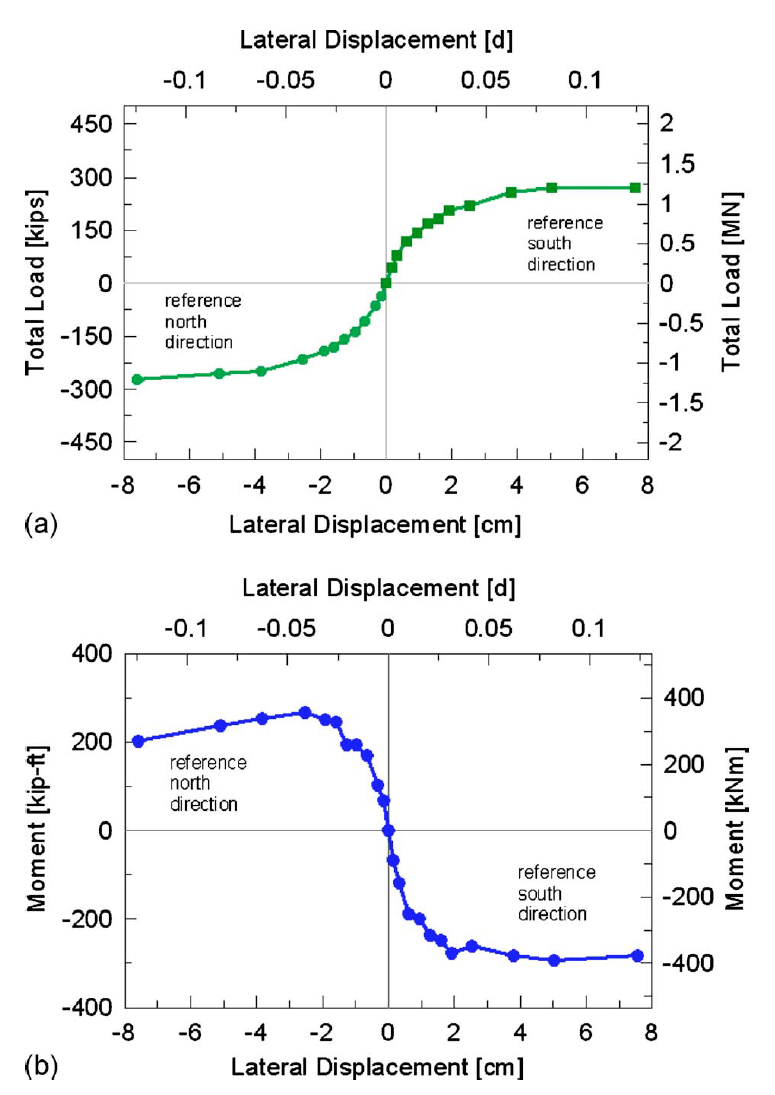 Lateral Displacement [d]
-0.1 -0.05 0 0.05 0.1
450 2
300 1.5
150 1
0 0.5
-150 0
-300 -0.5
-450 -1
-1.5
-2
Total Load [kips]
Total Load [MN]
reference
south
direction
reference
north
direction
-8 -6 -4 -2 0 2 4 6 8
(a) Lateral Displacement [cm]
Lateral Displacement [d]
-0.1 -0.05 0 0.05 0.1
400
200
0
-200
-400
Moment [kip-ft]
400
200
0
-200
-400
Moment [kNm]
reference
north
direction
reference
south
direction
-8 -6 -4 -2 0 2 4 6 8
(b) Lateral Displacement [cm]